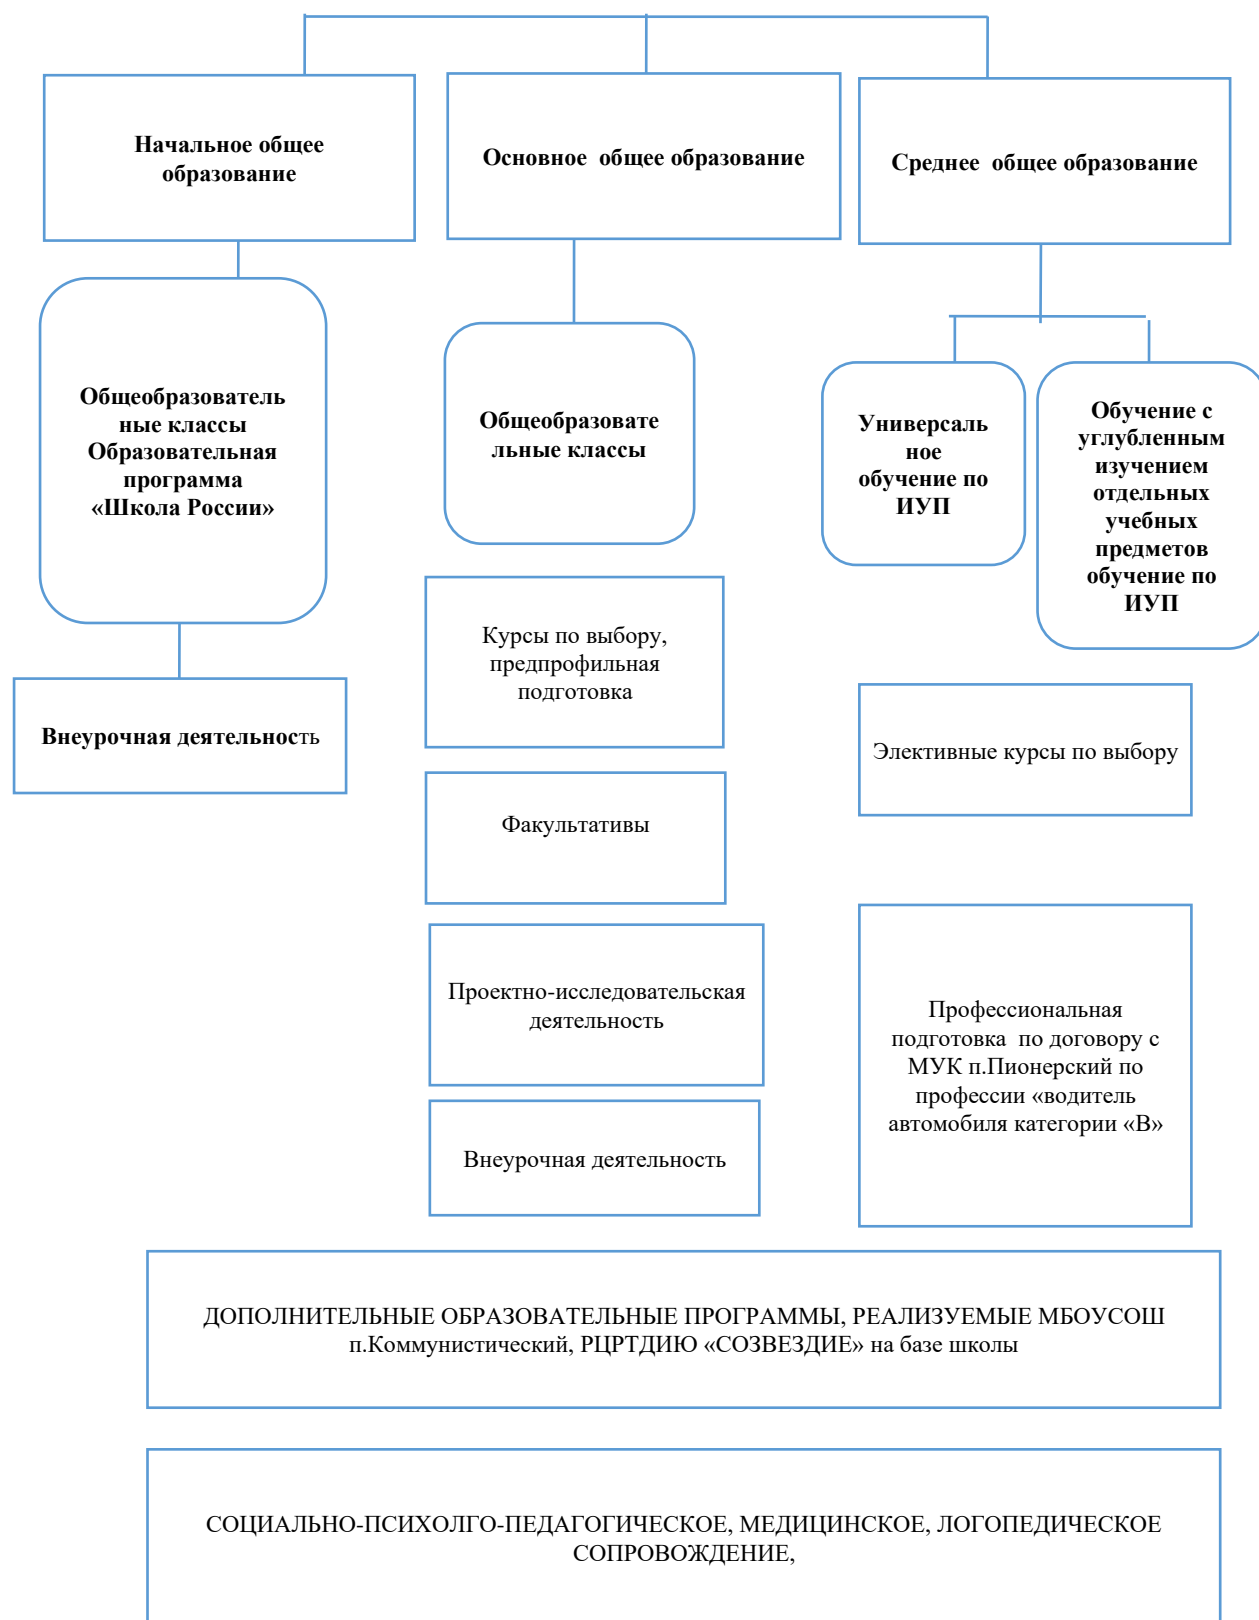 Начальное общее
образование
Основное  общее образование
Среднее  общее образование
Общеобразователь
ные классы
Образовательная
программа
«Школа России»
Общеобразовате
льные классы
Универсаль
ное
обучение по
ИУП
Обучение с
углубленным
изучением
отдельных
учебных
предметов
обучение по
ИУП
Внеурочная деятельность
Курсы по выбору,
предпрофильная
подготовка
Элективные курсы по выбору
Факультативы
Проектно-исследовательская
деятельность
Профессиональная
подготовка  по договору с
МУК п.Пионерский по
профессии «водитель
автомобиля категории «В»
Внеурочная деятельность
ДОПОЛНИТЕЛЬНЫЕ ОБРАЗОВАТЕЛЬНЫЕ ПРОГРАММЫ, РЕАЛИЗУЕМЫЕ МБОУСОШ
п.Коммунистический, РЦРТДИЮ «СОЗВЕЗДИЕ» на базе школы
СОЦИАЛЬНО-ПСИХОЛГО-ПЕДАГОГИЧЕСКОЕ, МЕДИЦИНСКОЕ, ЛОГОПЕДИЧЕСКОЕ
СОПРОВОЖДЕНИЕ,